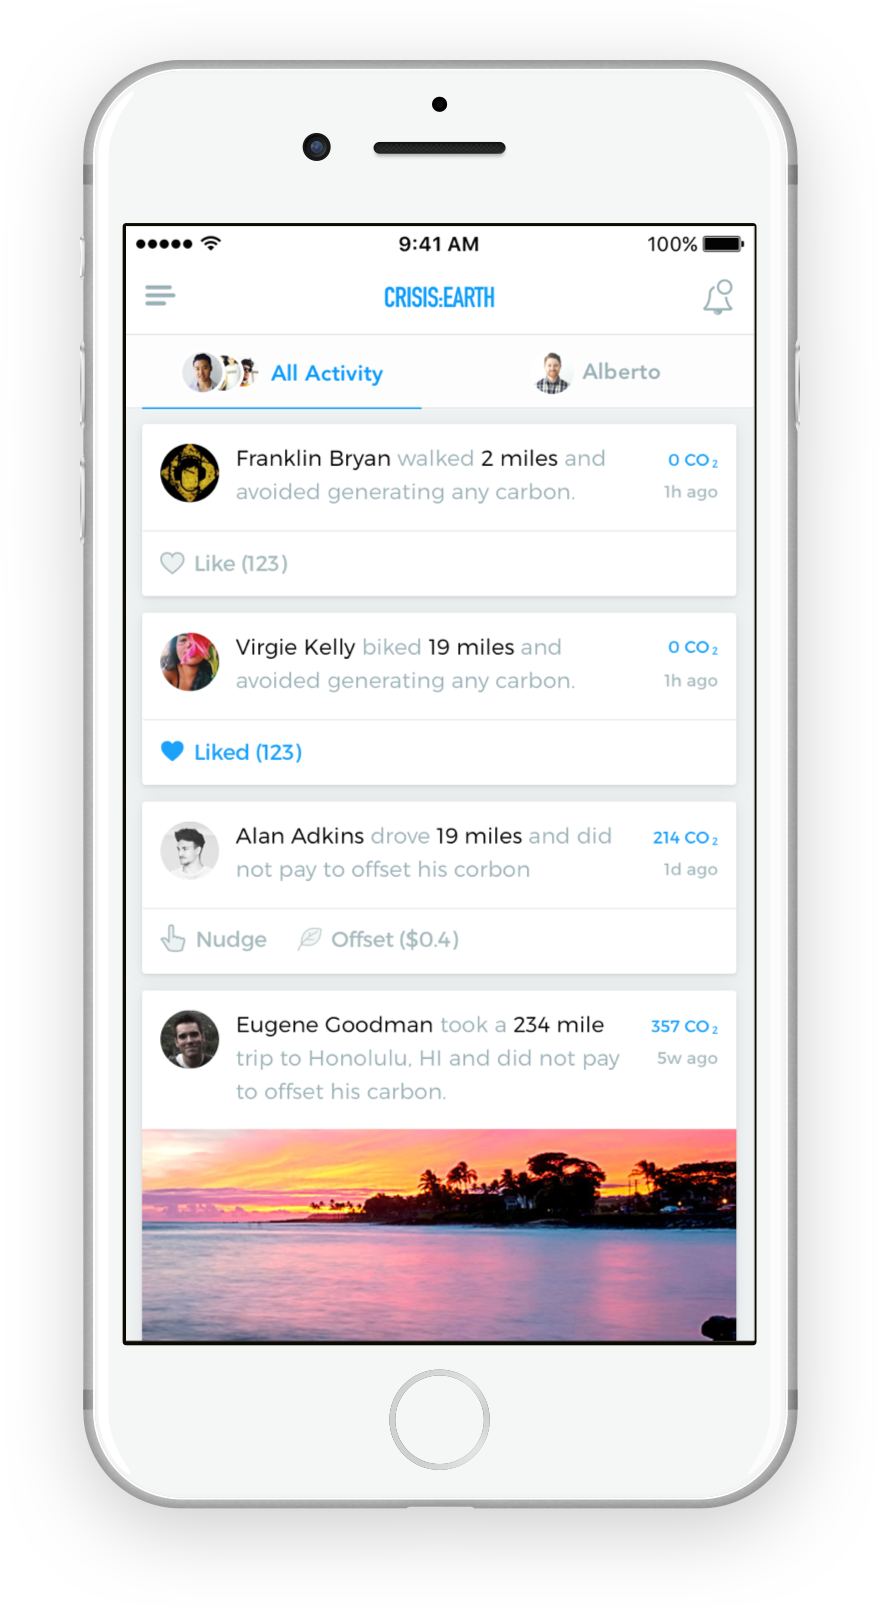 9:41 AM 100%
CRISIS:EARTH
All Activity Alberto
Franklin Bryan walked 2 miles and 0 CO₂
avoided generating any carbon. 1h ago
Like (123)
Virgie Kelly biked 19 miles and 0 CO₂
avoided generating any carbon. 1h ago
Liked (123)
Alan Adkins drove 19 miles and did 214 CO₂
not pay to offset his corbon 1d ago
Nudge Offset ($0.4)
Eugene Goodman took a 234 mile 357 CO₂
trip to Honolulu, HI and did not pay 5w ago
to offset his carbon.